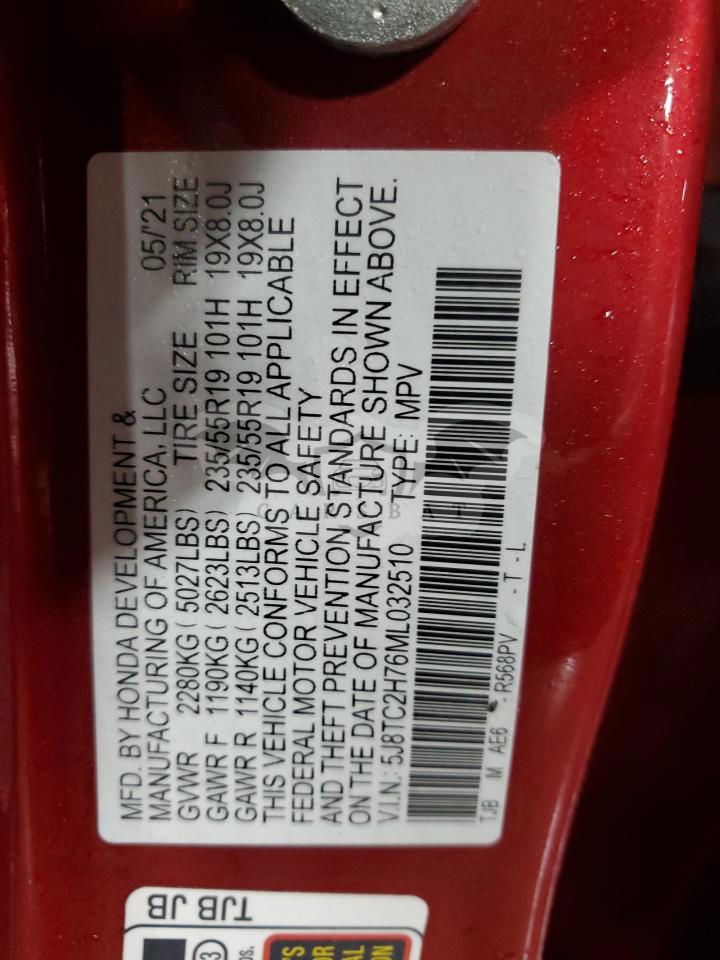 MFD. BY HONDA DEVELOPMENT &
MANUFACTURING OF AMERICA, LLC 05/'21
GVWR 2280KG ( 5027LBS) TIRE SIZE RIM SIZE
GAWR F 1190KG ( 2623LBS) 235/55R19 101H 19X8.0J
GAWR R 1140KG ( 2513LBS) 235/55R19 101H 19X8.0J
THIS VEHICLE CONFORMS TO ALL APPLICABLE
FEDERAL MOTOR VEHICLE SAFETY
AND THEFT PREVENTION STANDARDS IN EFFECT
ON THE DATE OF MANUFACTURE SHOWN ABOVE.
V.I.N.: 5J8TC2H76ML032510 TYPE: MPV
TJB M AE6 - R568PV - T - L
TJB JB